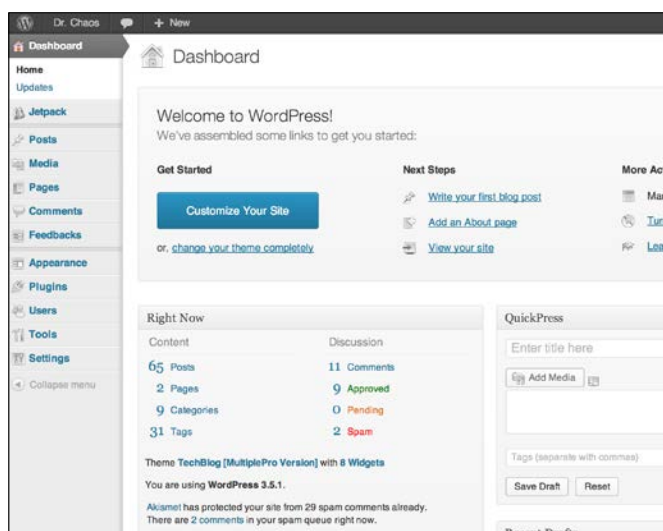 Dr. Chaos + New
Dashboard
Home
Updates
Jetpack
Posts
Media
Pages
Comments
Feedbacks
Appearance
Plugins
Users
Tools
Settings
Collapse menu
Dashboard
Welcome to WordPress!
We've assembled some links to get you started:
Get Started
Customize Your Site
or, change your theme completely
Next Steps
Write your first blog post
Add an About page
View your site
More Ac
Mar
Tur
Lea
Right Now
Content
65 Posts
2 Pages
9 Categories
31 Tags
Discussion
11 Comments
9 Approved
0 Pending
2 Spam
Theme TechBlog [MultiplePro Version] with 8 Widgets
You are using WordPress 3.5.1.
Akismet has protected your site from 29 spam comments already.
There are 2 comments in your spam queue right now.
QuickPress
Enter title here
Add Media
Tags (separate with commas)
Save Draft Reset